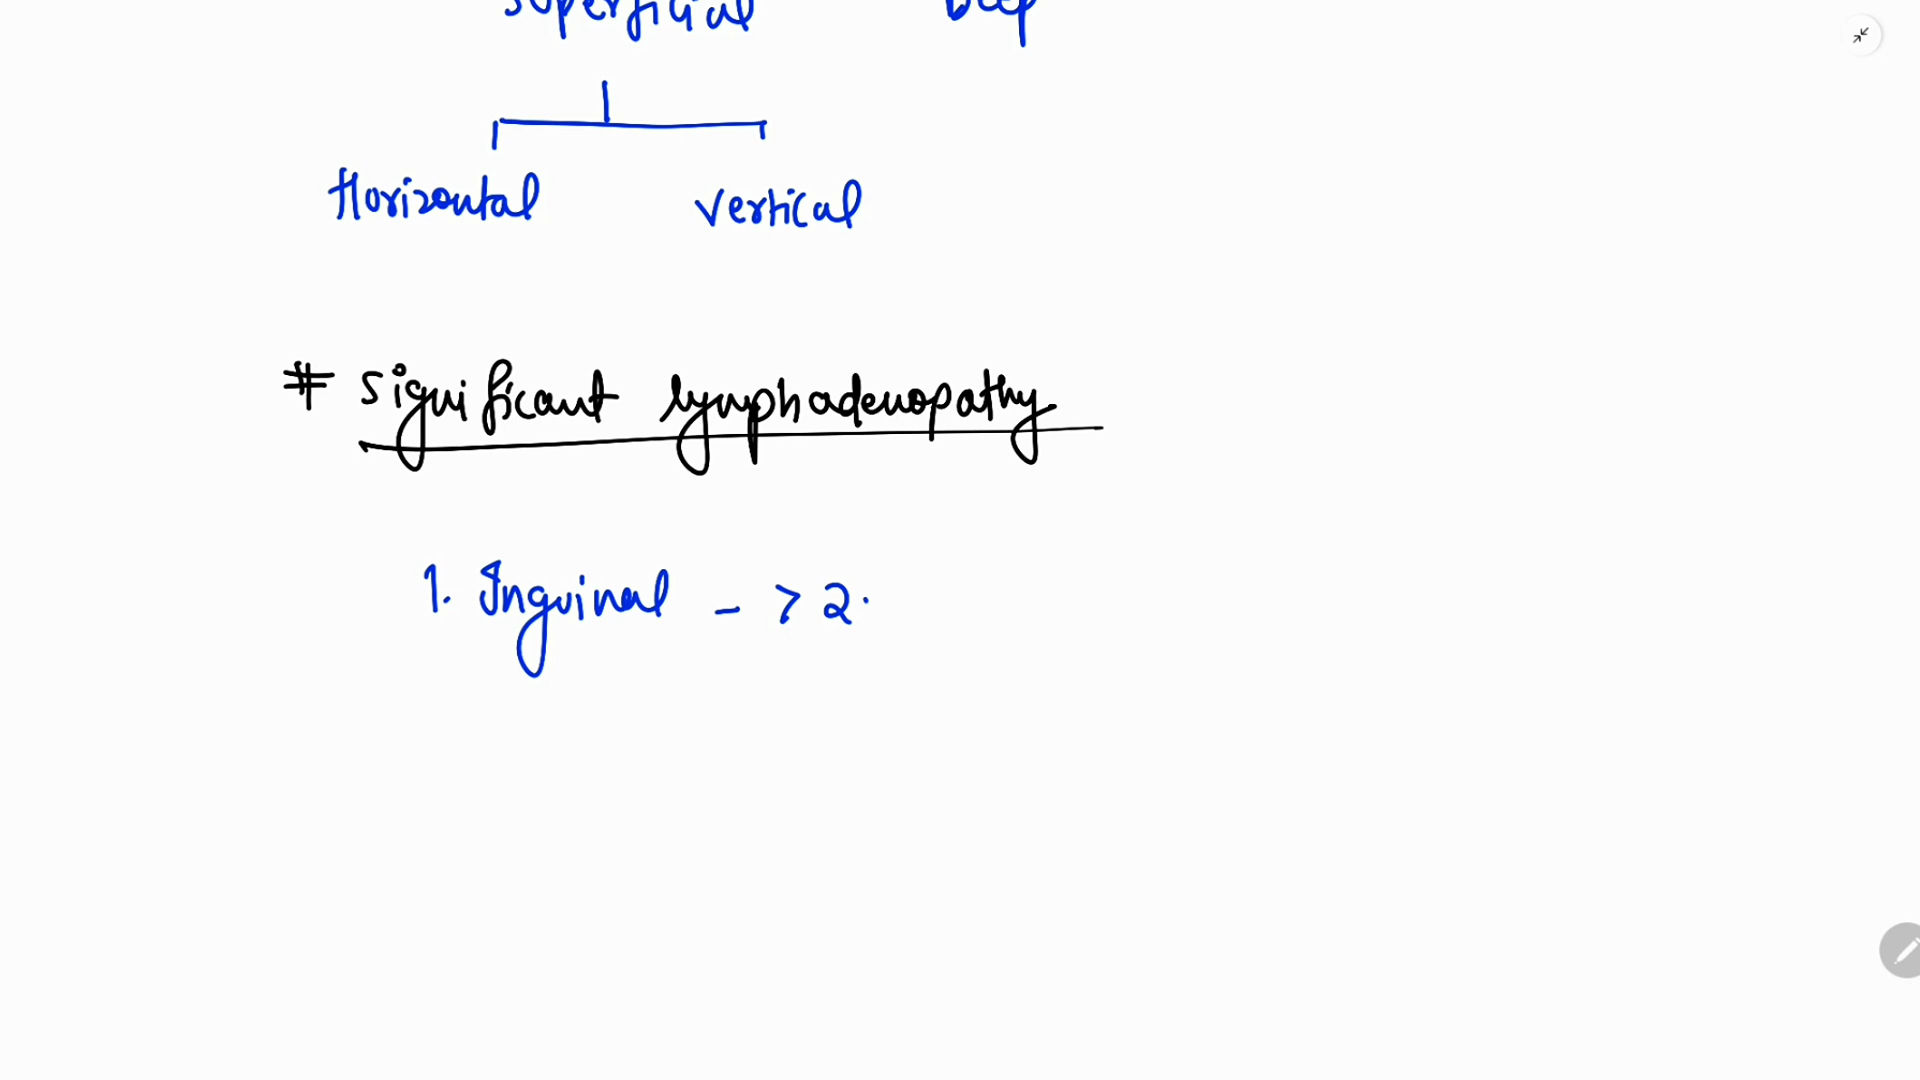 superficial Deep
Horizontal vertical
# significant lymphadenopathy
1. Inguinal - > 2.